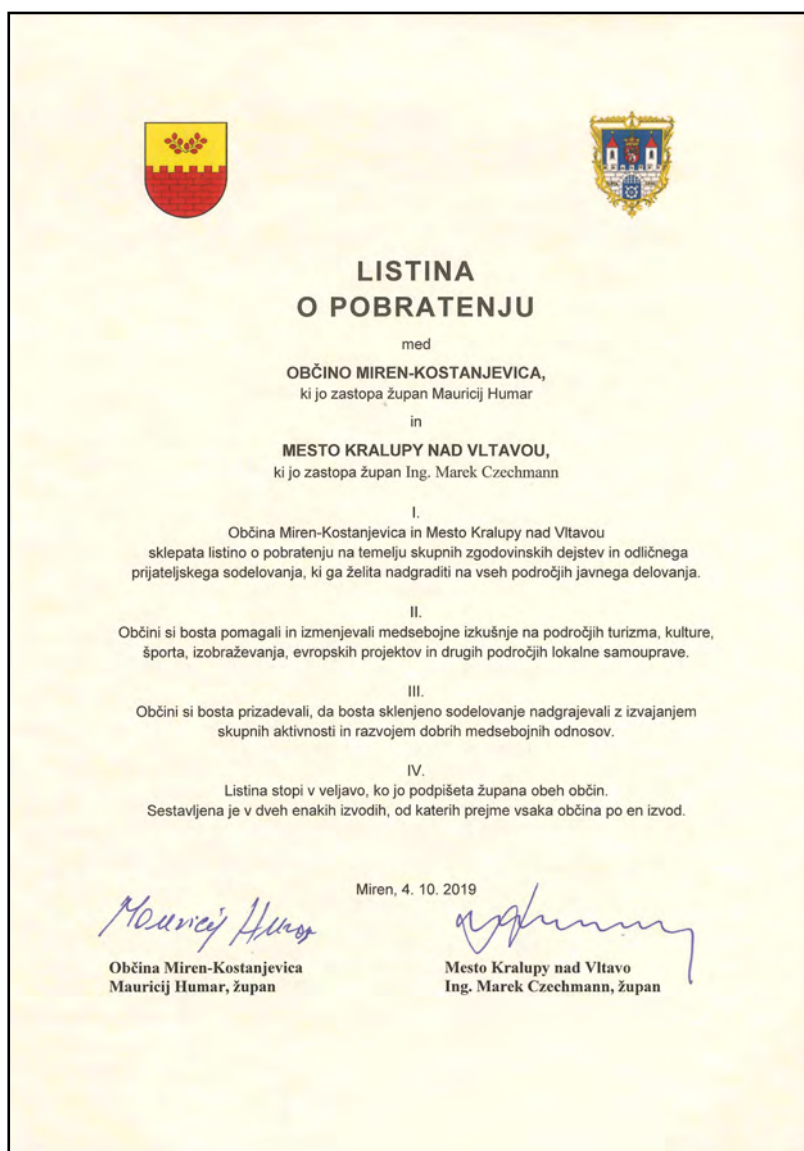 LISTINA
O POBRATENJU
med
OBČINO MIREN-KOSTANJEVICA,
ki jo zastopa župan Mauricij Humar
in
MESTO KRALUPY NAD VLTAVOU,
ki jo zastopa župan Ing. Marek Czechmann
I.
Občina Miren-Kostanjevica in Mesto Kralupy nad Vltavou
sklepata listino o pobratenju na temelju skupnih zgodovinskih dejstev in odličnega
prijateljskega sodelovanja, ki ga želita nadgraditi na vseh področjih javnega delovanja.
II.
Občini si bosta pomagali in izmenjevali medsebojne izkušnje na področjih turizma, kulture,
športa, izobraževanja, evropskih projektov in drugih področjih lokalne samouprave.
III.
Občini si bosta prizadevali, da bosta sklenjeno sodelovanje nadgrajevali z izvajanjem
skupnih aktivnosti in razvojem dobrih medsebojnih odnosov.
IV.
Listina stopi v veljavo, ko jo podpišeta župana obeh občin.
Sestavljena je v dveh enakih izvodih, od katerih prejme vsaka občina po en izvod.
Miren, 4. 10. 2019
Mauricij Humar
Občina Miren-Kostanjevica
Mauricij Humar, župan
Mesto Kralupy nad Vltavo
Ing. Marek Czechmann, župan